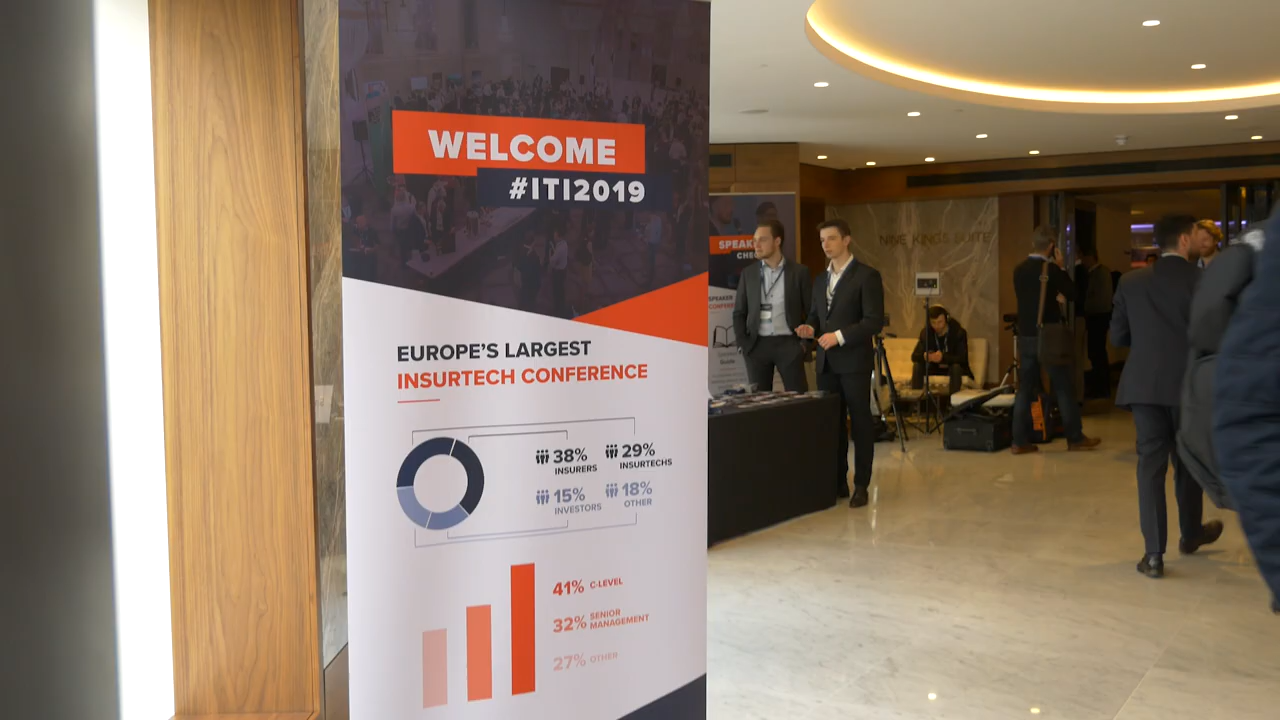 WELCOME
#ITI2019
EUROPE'S LARGEST
INSURTECH CONFERENCE
38%
INSURERS
29%
INSURTECHS
15%
INVESTORS
18%
OTHER
41% C-LEVEL
32% SENIOR
MANAGEMENT
27% OTHER
NINE KINGS SUITE
SPEAKER